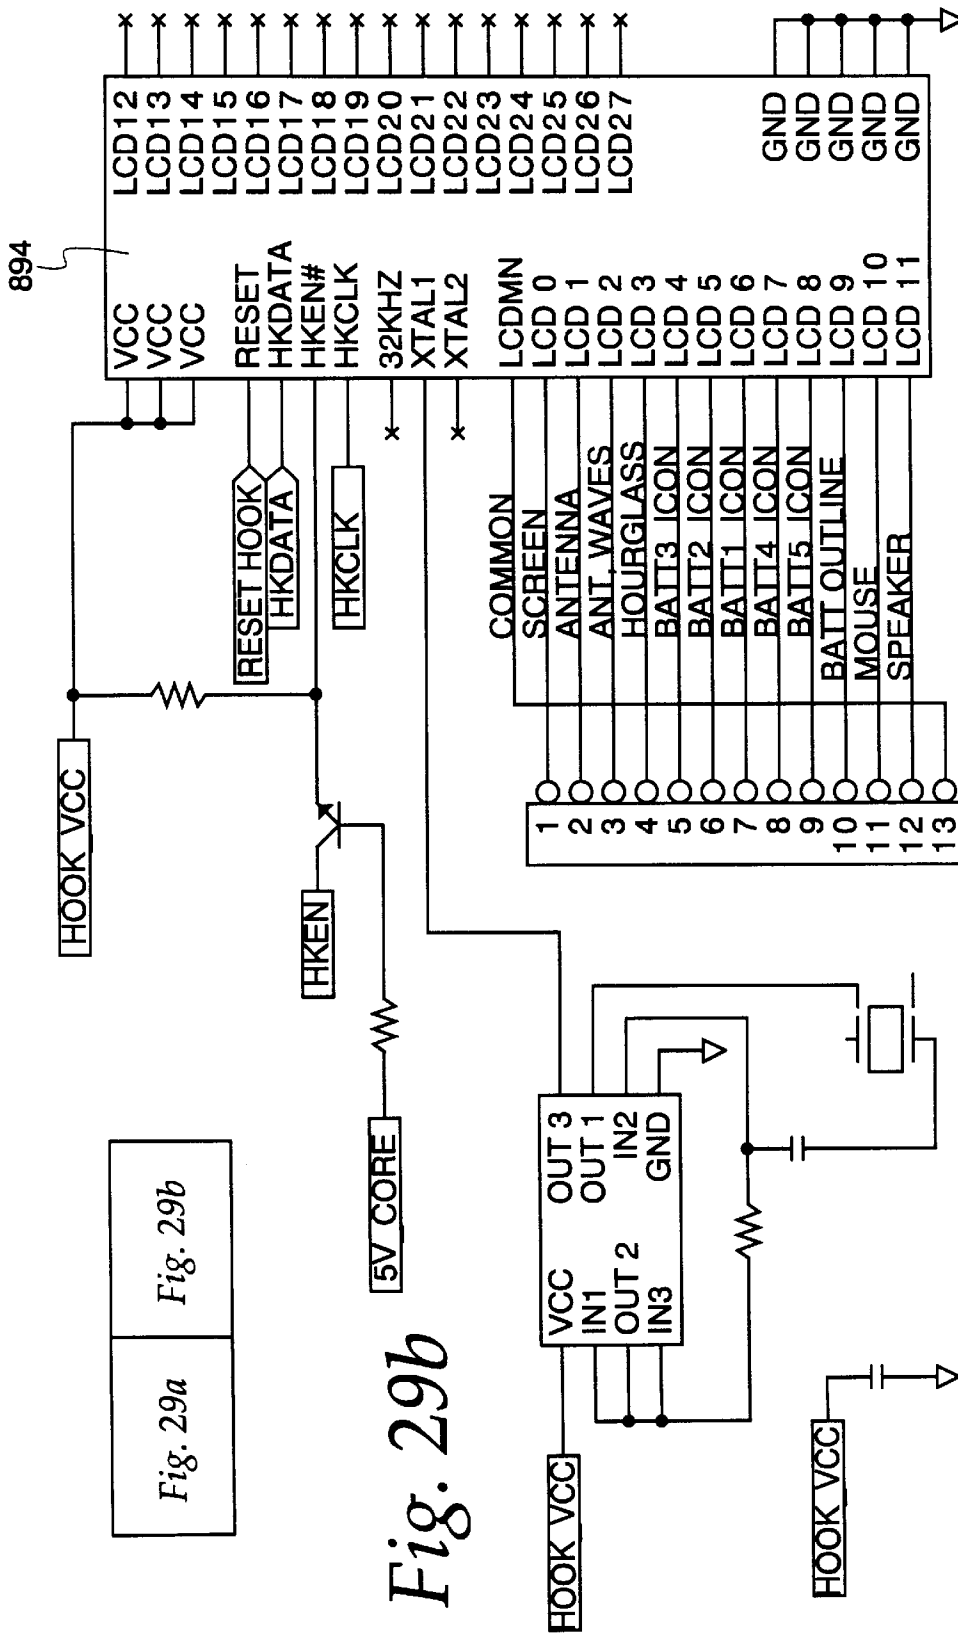 894
VCC
VCC
VCC
RESET
HKDATA
HKEN#
HKCLK
32KHZ
XTAL1
XTAL2
LCDMN
LCD 0
LCD 1
LCD 2
LCD 3
LCD 4
LCD 5
LCD 6
LCD 7
LCD 8
LCD 9
LCD 10
LCD 11
LCD12
LCD13
LCD14
LCD15
LCD16
LCD17
LCD18
LCD19
LCD20
LCD21
LCD22
LCD23
LCD24
LCD25
LCD26
LCD27
GND
GND
GND
GND
GND
RESET HOOK
HKDATA
HKCLK
HOOK VCC
HKEN
5V_CORE
COMMON
SCREEN
ANTENNA
ANT. WAVES
HOURGLASS
BATT3 ICON
BATT2 ICON
BATT1 ICON
BATT4 ICON
BATT5 ICON
BATT OUTLINE
MOUSE
SPEAKER
1
2
3
4
5
6
7
8
9
10
11
12
13
VCC
IN1
OUT 2
IN3
OUT 3
OUT 1
IN2
GND
HOOK VCC
HOOK VCC
Fig. 29a
Fig. 29b
Fig. 29b